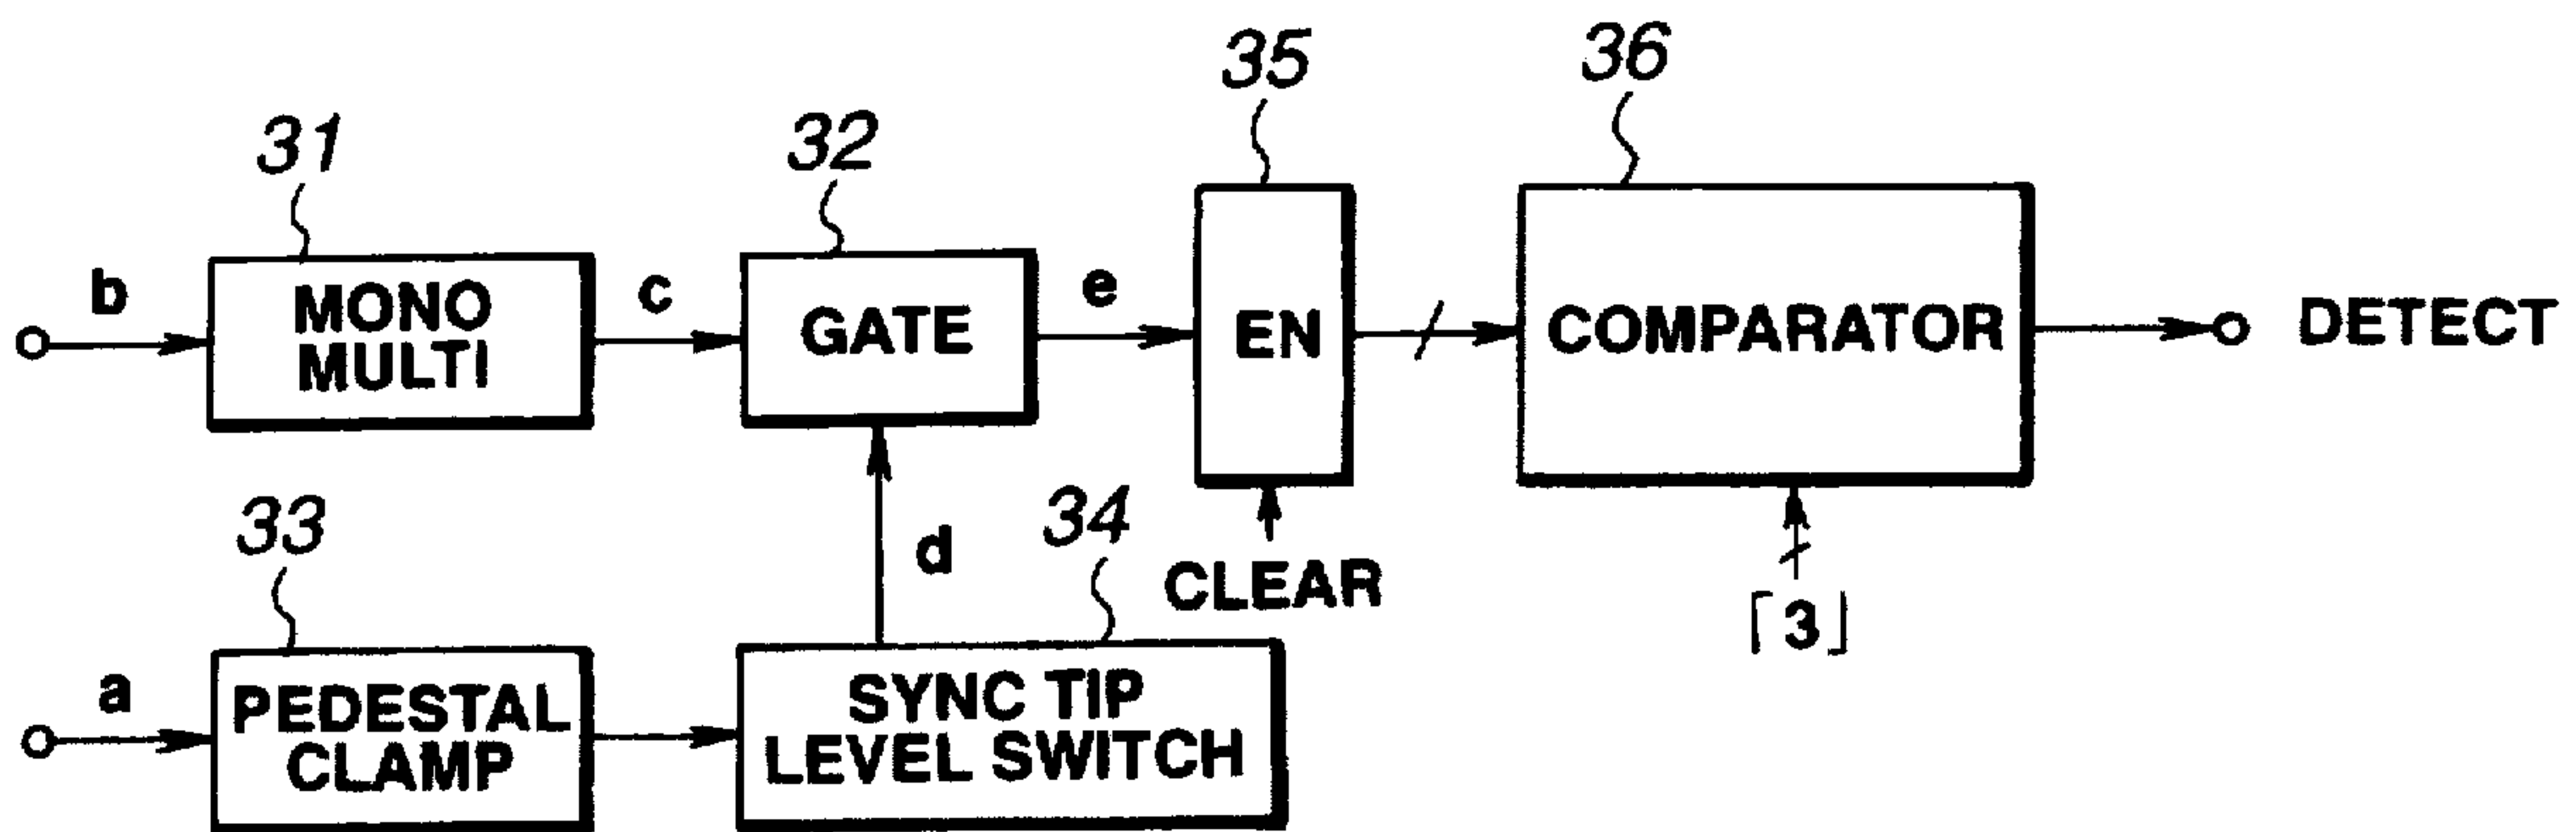 35
36
31
32
b
MONO
MULTI
c
GATE
e
EN
COMPARATOR
DETECT
33
d
34
CLEAR
「3」
a
PEDESTAL
CLAMP
SYNC TIP
LEVEL SWITCH